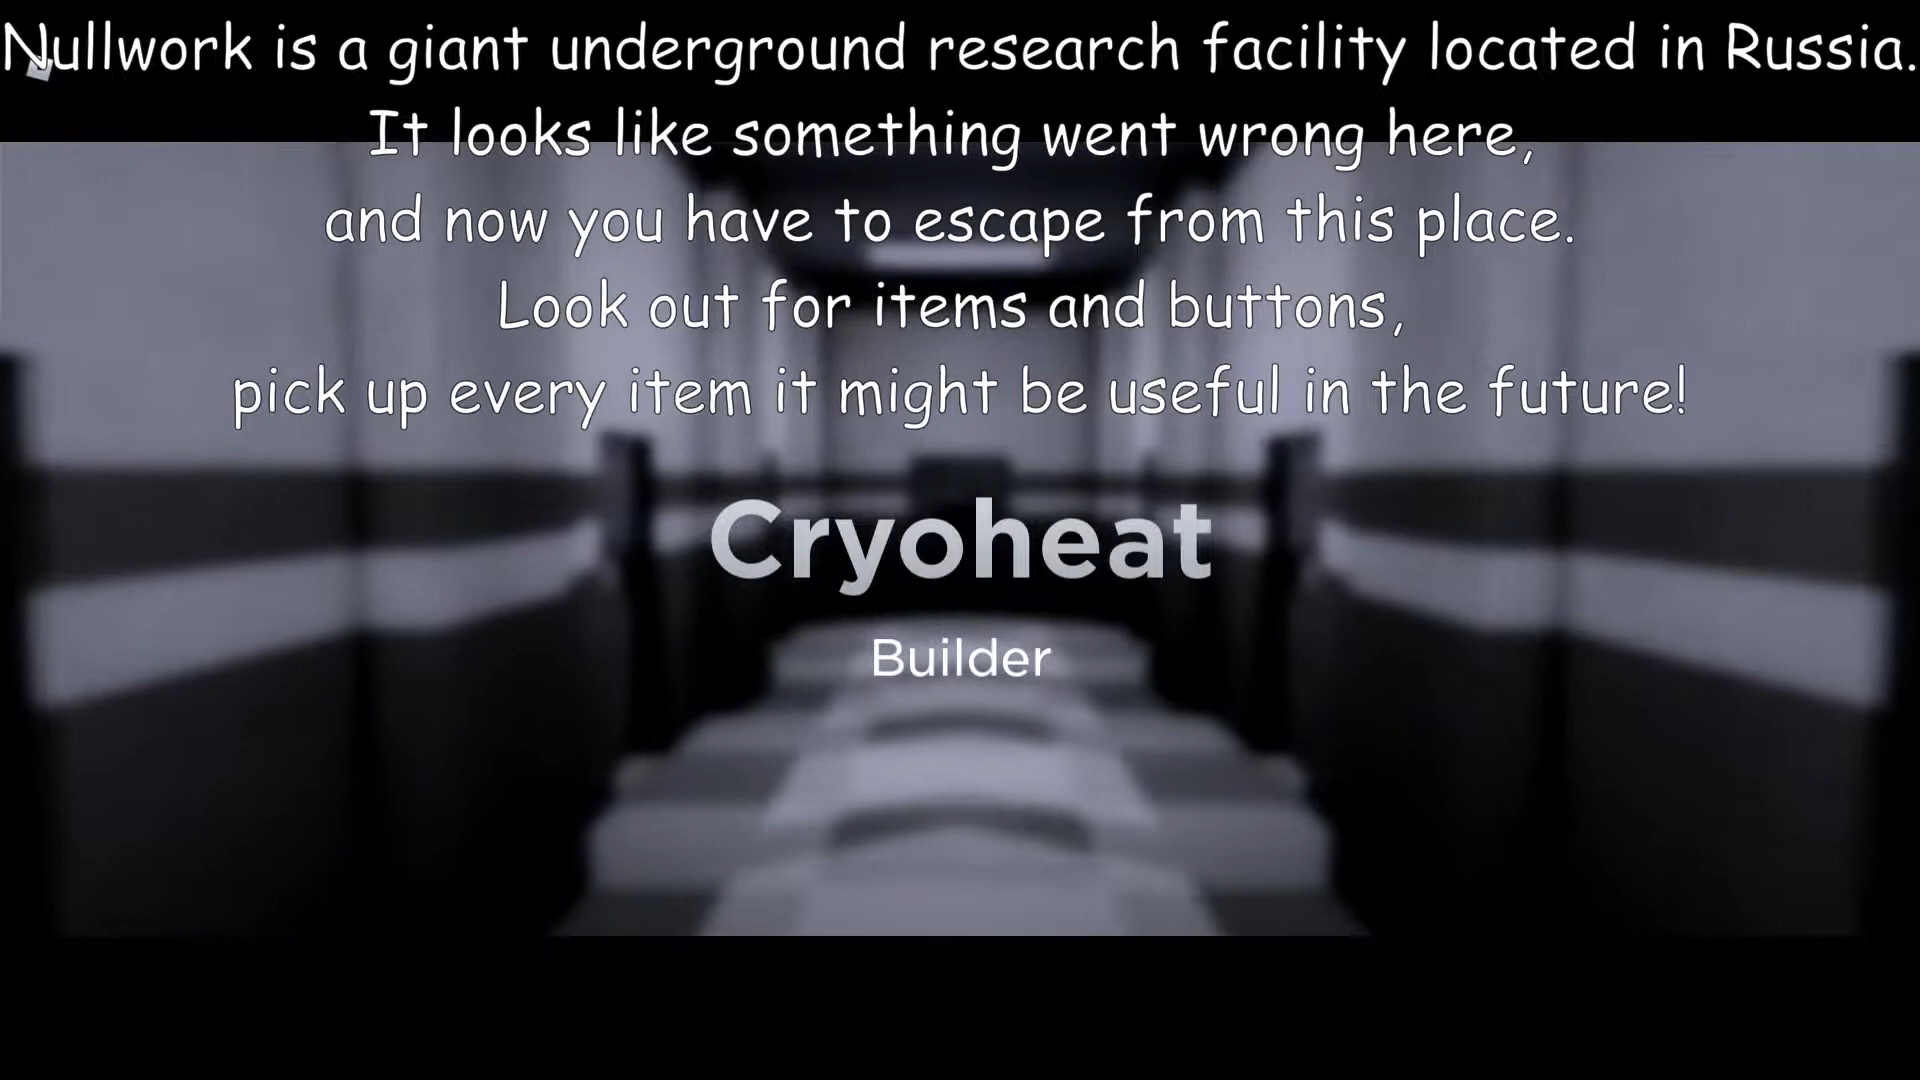 Nullwork is a giant underground research facility located in Russia.
It looks like something went wrong here,
and now you have to escape from this place.
Look out for items and buttons,
pick up every item it might be useful in the future!
Cryoheat
Builder